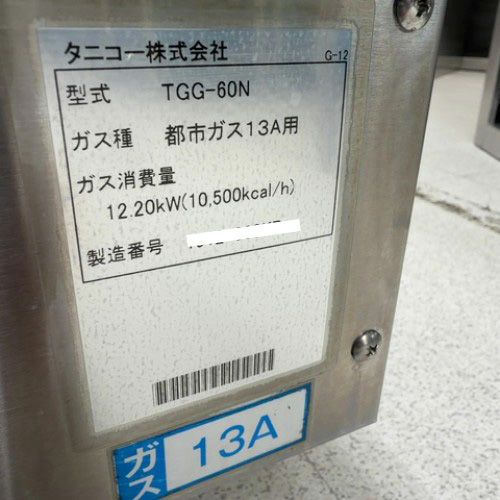 タニコー株式会社
G-12
型式 TGG-60N
ガス種 都市ガス13A用
ガス消費量
12.20kW(10,500kcal/h)
製造番号
ガス 13A